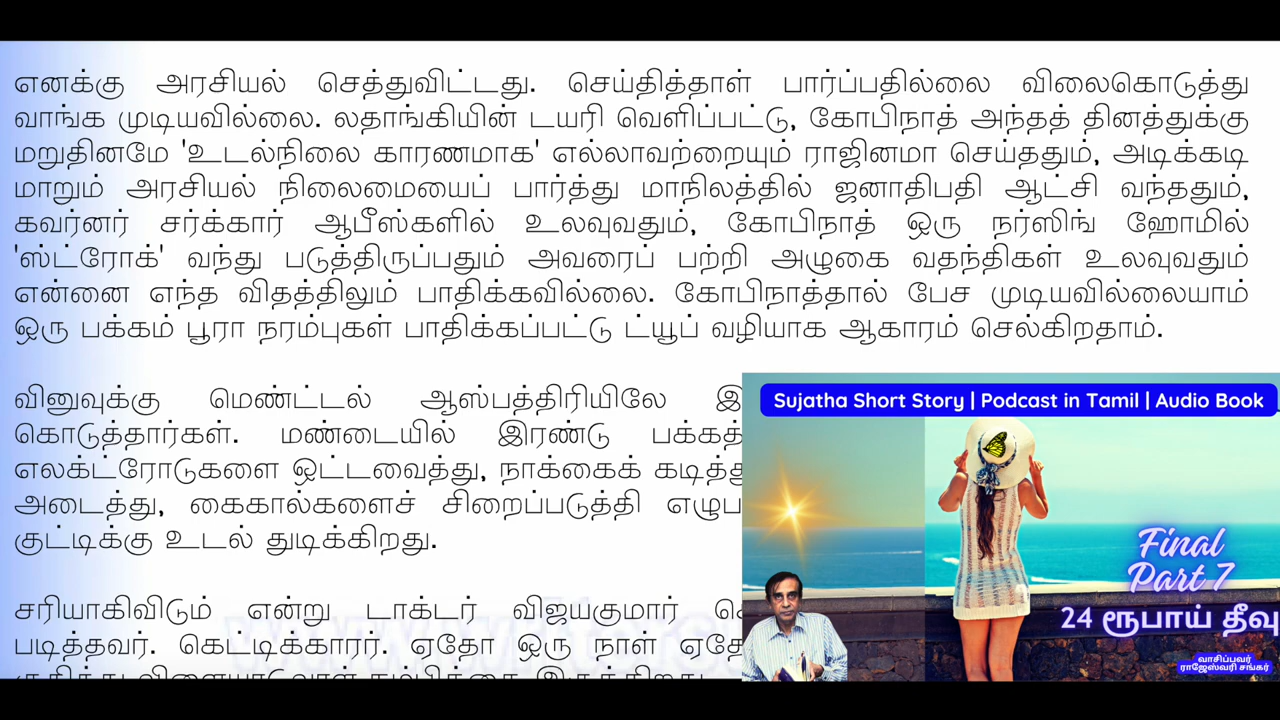 எனக்கு அரசியல் செத்துவிட்டது. செய்தித்தாள் பார்ப்பதில்லை விலைகொடுத்து
வாங்க முடியவில்லை. லதாங்கியின் டயரி வெளிப்பட்டு, கோபிநாத் அந்தத் தினத்துக்கு
மறுதினமே 'உடல்நிலை காரணமாக' எல்லாவற்றையும் ராஜினமா செய்ததும், அடிக்கடி
மாறும் அரசியல் நிலைமையைப் பார்த்து மாநிலத்தில் ஜனாதிபதி ஆட்சி வந்ததும்,
கவர்னர் சர்க்கார் ஆபீஸ்களில் உலவுவதும், கோபிநாத் ஒரு நர்ஸிங் ஹோமில்
'ஸ்ட்ரோக்' வந்து படுத்திருப்பதும் அவரைப் பற்றி அழுகை வதந்திகள் உலவுவதும்
என்னை எந்த விதத்திலும் பாதிக்கவில்லை. கோபிநாத்தால் பேச முடியவில்லையாம்
ஒரு பக்கம் பூரா நரம்புகள் பாதிக்கப்பட்டு ட்யூப் வழியாக ஆகாரம் செல்கிறதாம்.
வினுவுக்கு மெண்ட்டல் ஆஸ்பத்திரியிலே
கொடுத்தார்கள். மண்டையில் இரண்டு
எலக்ட்ரோடுகளை ஒட்டவைத்து, நாக்கைக்
அடைத்து, கைகால்களைச் சிறைப்படுத்தி
குட்டிக்கு உடல் துடிக்கிறது.
சரியாகிவிடும் என்று டாக்டர் விஜயகுமார்
படித்தவர். கெட்டிக்கார். ஏதோ ஒரு நாள்
Sujatha Short Story | Podcast in Tamil | Audio Book
Final
Part 7
24 ரூபாய் தீவு
வாசிப்பவர்
ராஜேஸ்வரி சங்கர்